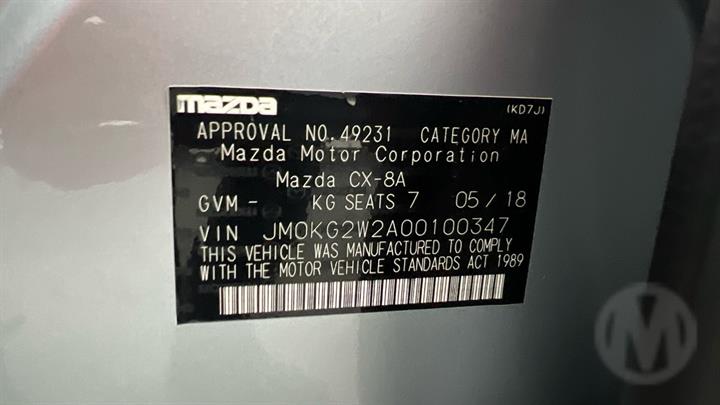 mazda
(KD7J)
APPROVAL NO. 49231 CATEGORY MA
Mazda Motor Corporation
Mazda CX-8A
GVM - KG SEATS 7 05/18
VIN JM0KG2W2A00100347
THIS VEHICLE WAS MANUFACTURED TO COMPLY
WITH THE MOTOR VEHICLE STANDARDS ACT 1989
M